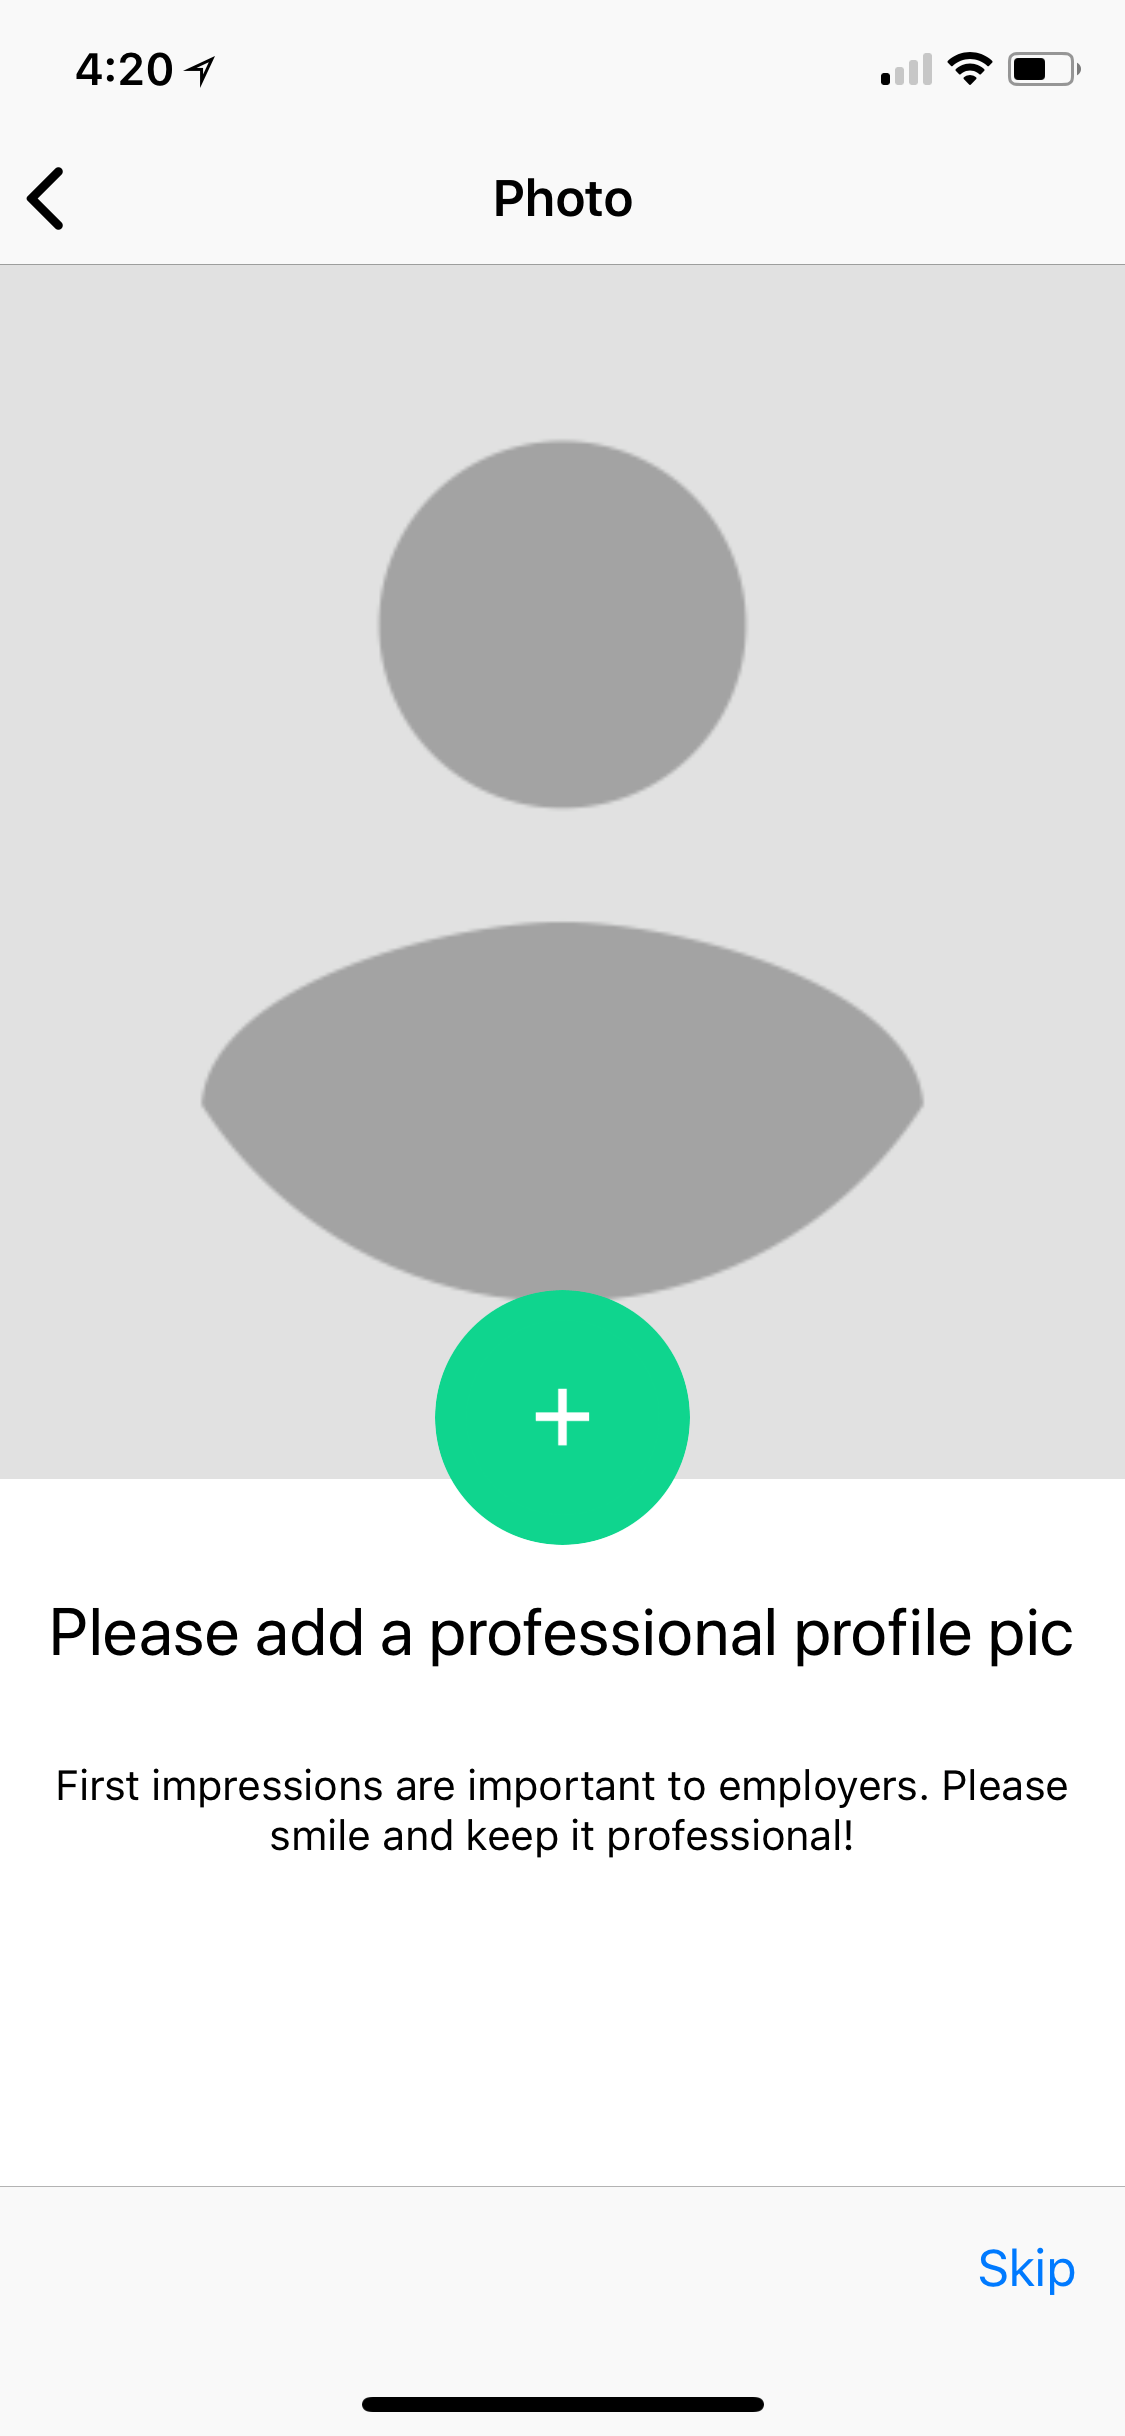 4:20
Photo
Please add a professional profile pic
First impressions are important to employers. Please
smile and keep it professional!
Skip